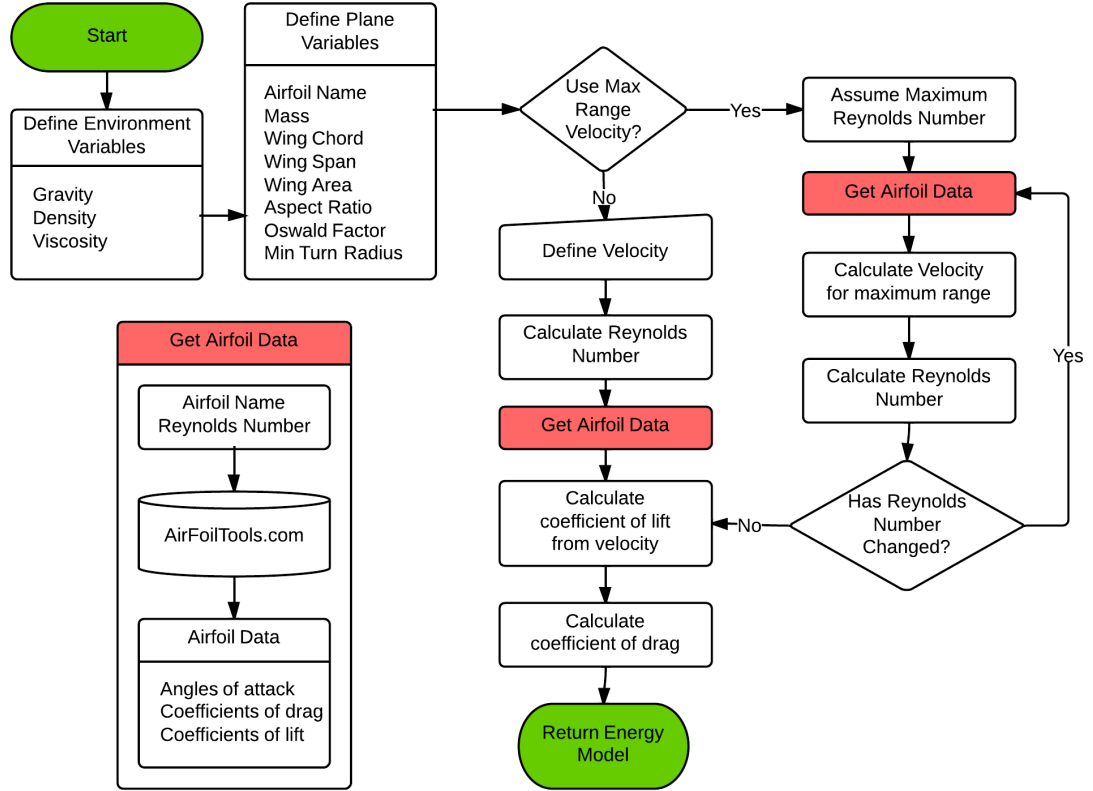 Start
Define Environment
Variables
Gravity
Density
Viscosity
Define Plane
Variables
Airfoil Name
Mass
Wing Chord
Wing Span
Wing Area
Aspect Ratio
Oswald Factor
Min Turn Radius
Use Max
Range
Velocity?
Yes
No
Assume Maximum
Reynolds Number
Get Airfoil Data
Calculate Velocity
for maximum range
Calculate Reynolds
Number
Has Reynolds
Number
Changed?
Yes
No
Define Velocity
Calculate Reynolds
Number
Get Airfoil Data
Calculate
coefficient of lift
from velocity
Calculate
coefficient of drag
Return Energy
Model
Get Airfoil Data
Airfoil Name
Reynolds Number
AirFoilTools.com
Airfoil Data
Angles of attack
Coefficients of drag
Coefficients of lift